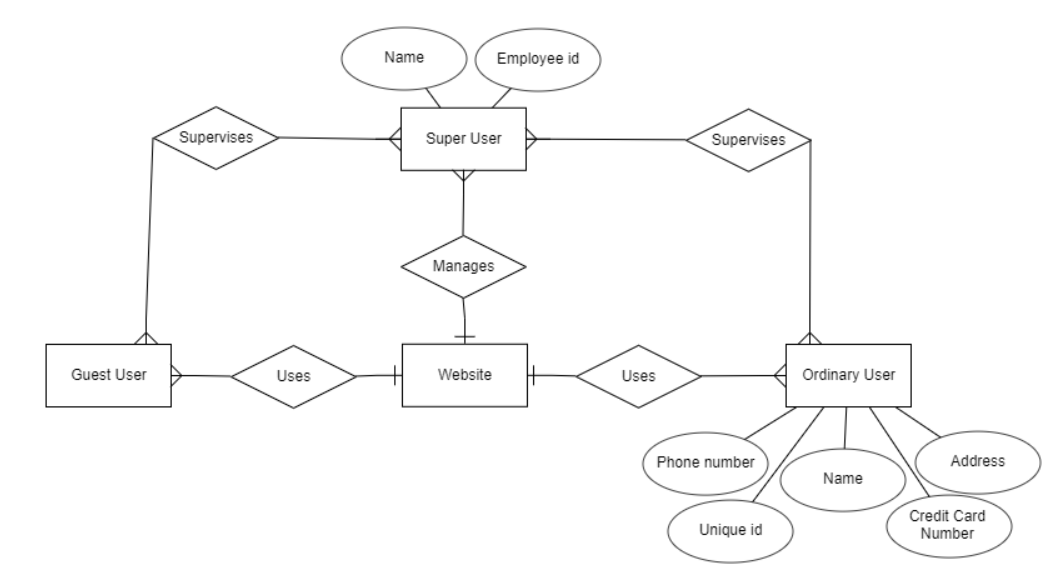 Name
Employee id
Supervises
Super User
Supervises
Manages
Guest User
Uses
Website
Uses
Ordinary User
Phone number
Name
Address
Unique id
Credit Card
Number